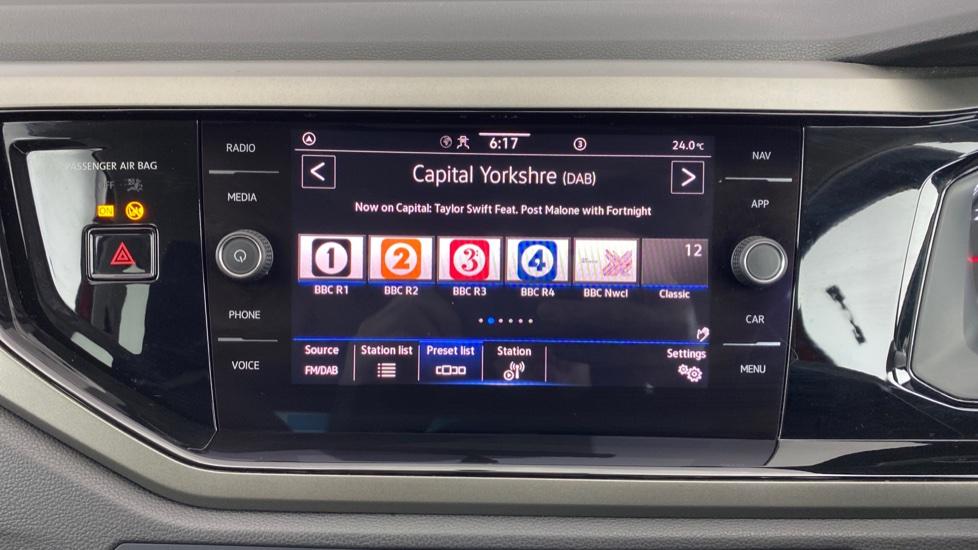 PASSENGER AIR BAG
OFF
ON
RADIO
MEDIA
PHONE
VOICE
6:17
3
24.0°C
< Capital Yorkshre (DAB) >
Now on Capital: Taylor Swift Feat. Post Malone with Fortnight
1 2 3 4 12
BBC R1 BBC R2 BBC R3 BBC R4 BBC Nwcl Classic
Source Station list Preset list Station Settings
FM/DAB
NAV
APP
CAR
MENU